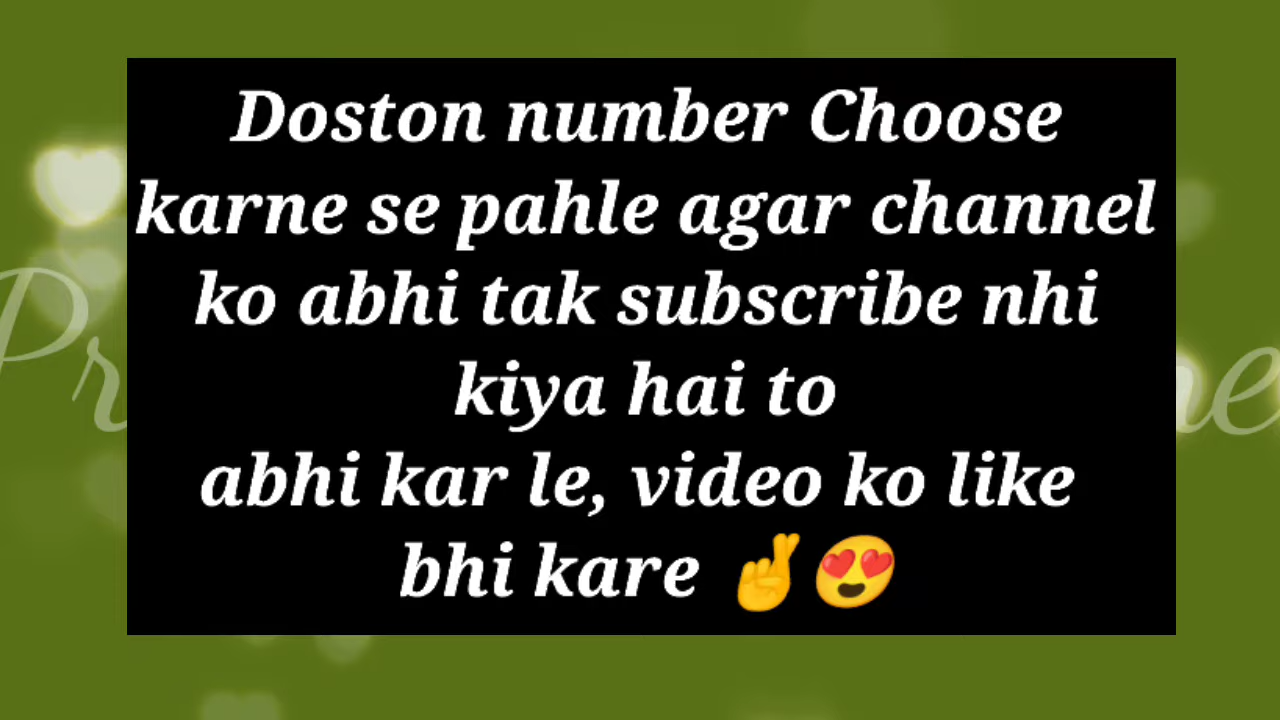 Doston number Choose
karne se pahle agar channel
ko abhi tak subscribe nhi
kiya hai to
abhi kar le, video ko like
bhi kare 🤞😍